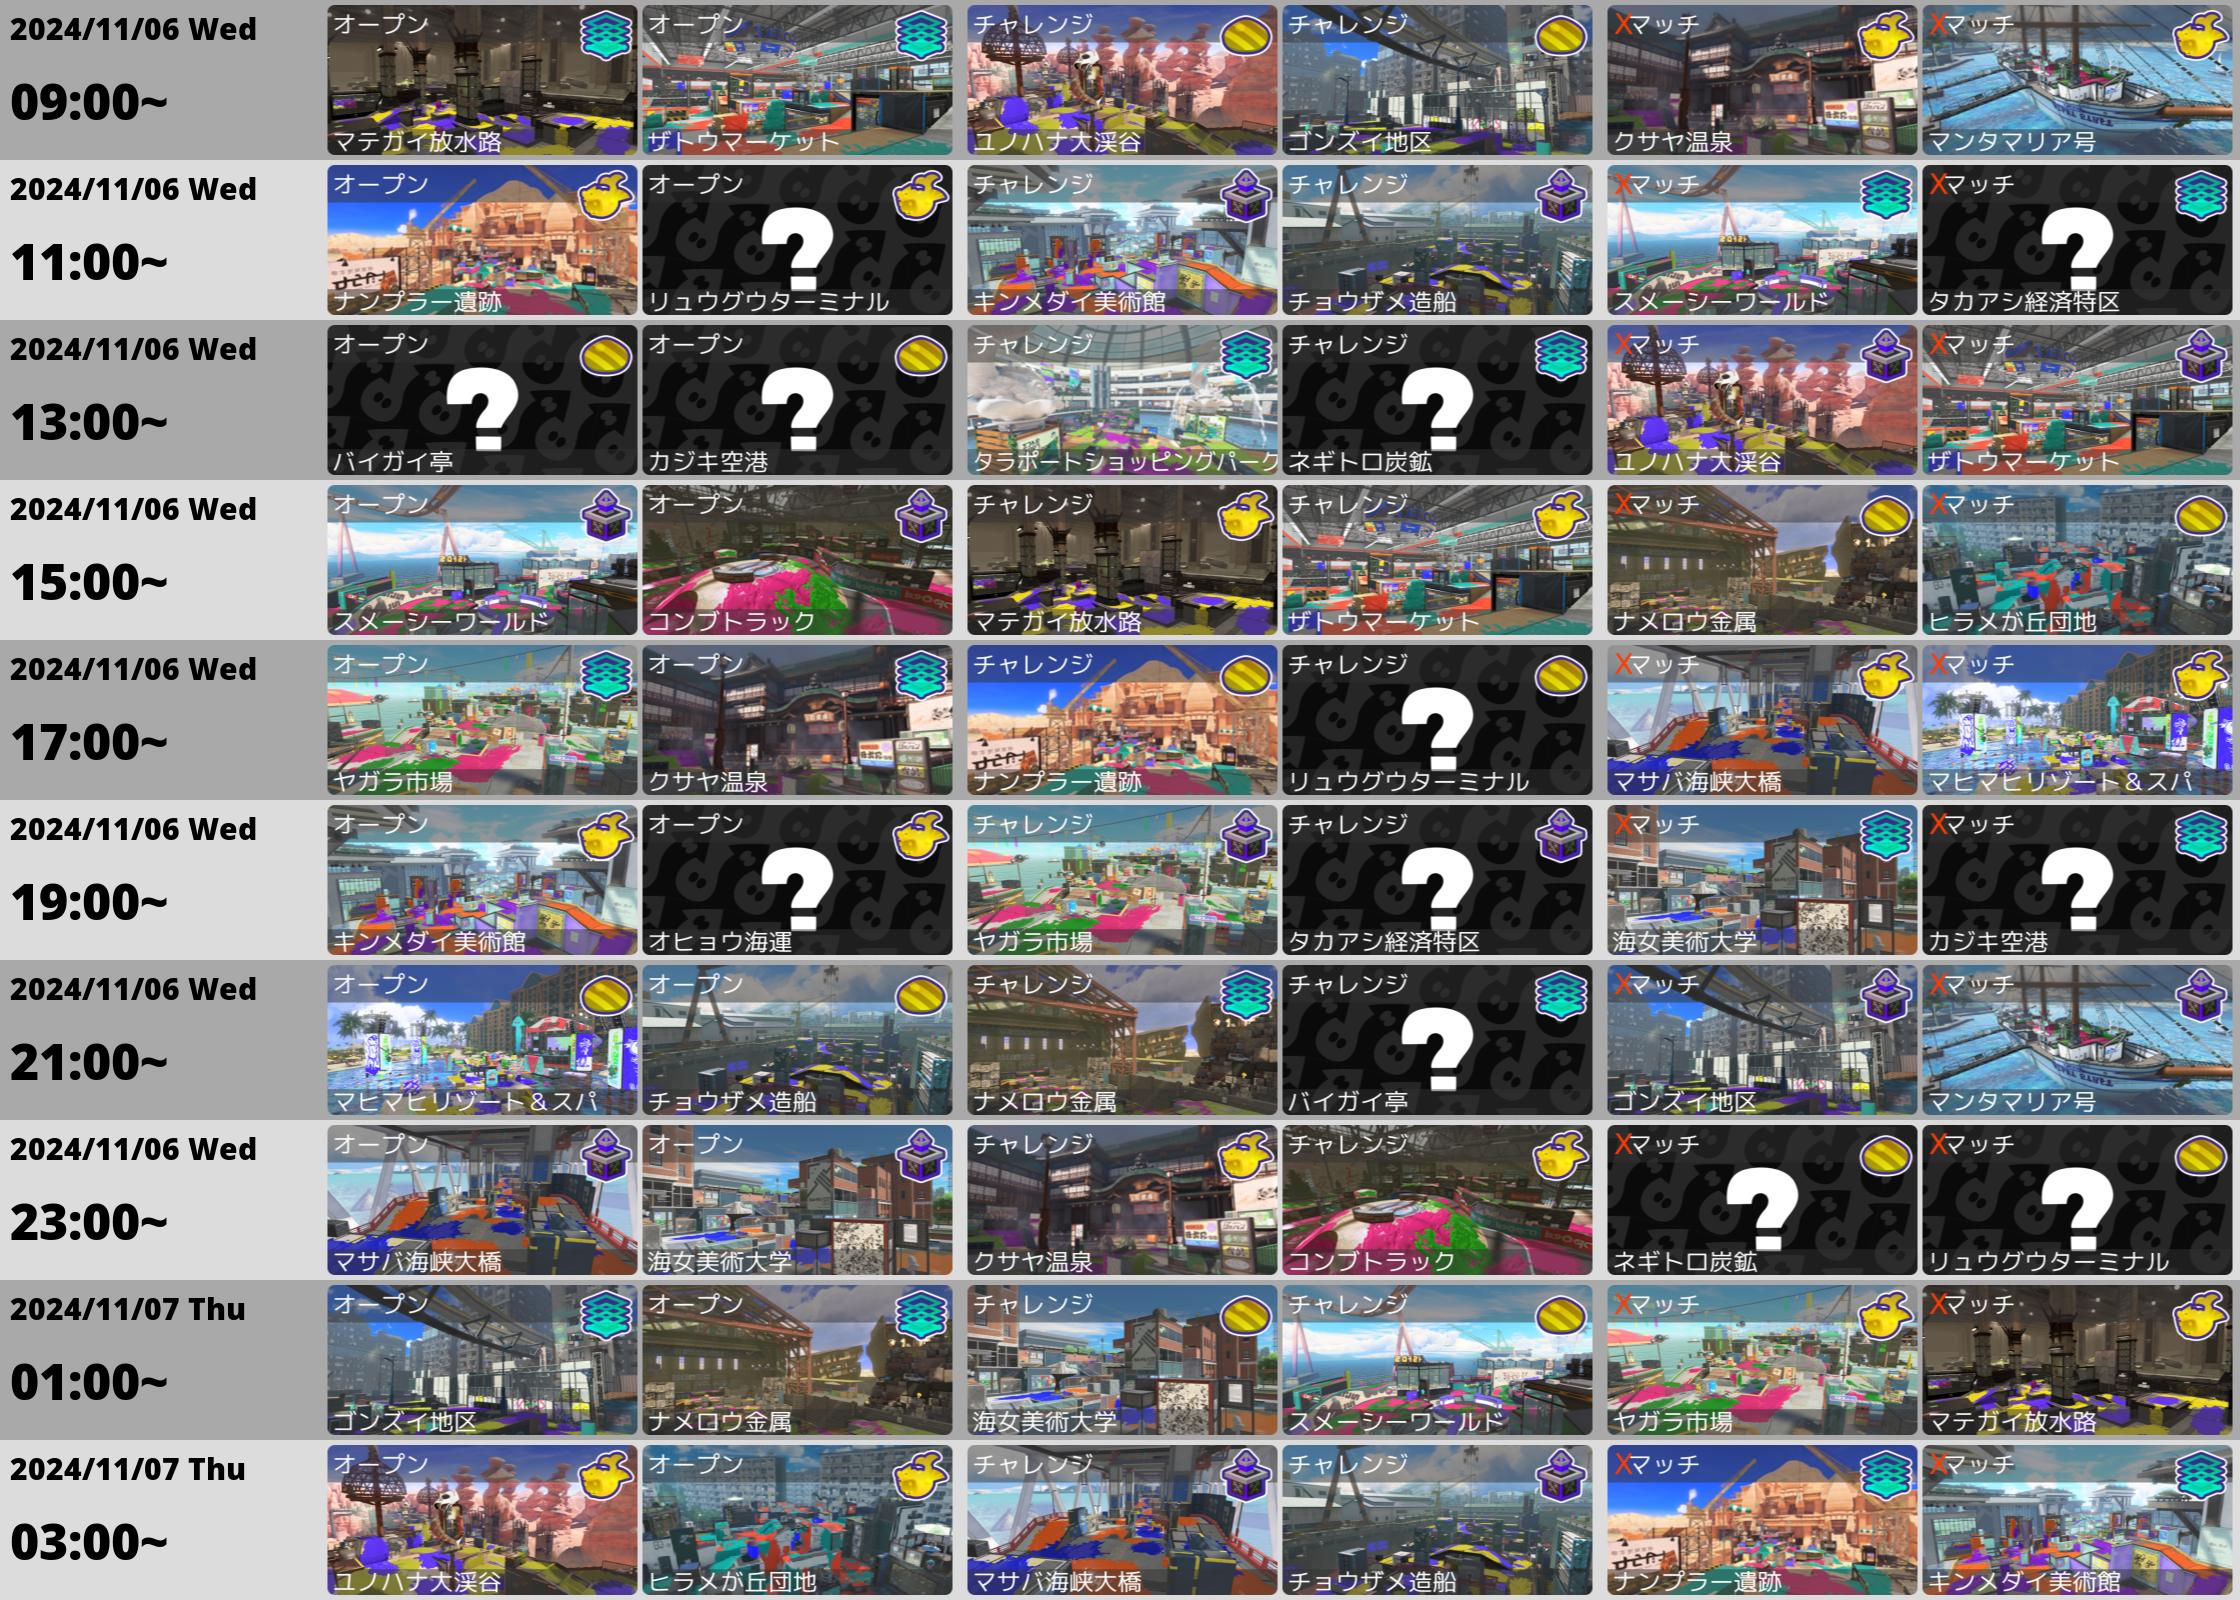 2024/11/06 Wed
09:00~
オープン
マテガイ放水路
オープン
ザトウマーケット
チャレンジ
ユノハナ大渓谷
チャレンジ
ゴンズイ地区
Xマッチ
クサヤ温泉
Xマッチ
マンタマリア号
2024/11/06 Wed
11:00~
オープン
ナンプラー遺跡
オープン
?
リュウグウターミナル
チャレンジ
キンメダイ美術館
チャレンジ
チョウザメ造船
Xマッチ
スメーシーワールド
Xマッチ
?
タカアシ経済特区
2024/11/06 Wed
13:00~
オープン
?
バイガイ亭
オープン
?
カジキ空港
チャレンジ
タラポートショッピングパーク
チャレンジ
?
ネギトロ炭鉱
Xマッチ
ユノハナ大渓谷
Xマッチ
ザトウマーケット
2024/11/06 Wed
15:00~
オープン
スメーシーワールド
オープン
コンブトラック
チャレンジ
マテガイ放水路
チャレンジ
ザトウマーケット
Xマッチ
ナメロウ金属
Xマッチ
ヒラメが丘団地
2024/11/06 Wed
17:00~
オープン
ヤガラ市場
オープン
クサヤ温泉
チャレンジ
ナンプラー遺跡
チャレンジ
?
リュウグウターミナル
Xマッチ
マサバ海峡大橋
Xマッチ
マヒマヒリゾート＆スパ
2024/11/06 Wed
19:00~
オープン
キンメダイ美術館
オープン
?
オヒョウ海運
チャレンジ
ヤガラ市場
チャレンジ
?
タカアシ経済特区
Xマッチ
海女美術大学
Xマッチ
?
カジキ空港
2024/11/06 Wed
21:00~
オープン
マヒマヒリゾート＆スパ
オープン
チョウザメ造船
チャレンジ
ナメロウ金属
チャレンジ
?
バイガイ亭
Xマッチ
ゴンズイ地区
Xマッチ
マンタマリア号
2024/11/06 Wed
23:00~
オープン
マサバ海峡大橋
オープン
海女美術大学
チャレンジ
クサヤ温泉
チャレンジ
コンブトラック
Xマッチ
?
ネギトロ炭鉱
Xマッチ
?
リュウグウターミナル
2024/11/07 Thu
01:00~
オープン
ゴンズイ地区
オープン
ナメロウ金属
チャレンジ
海女美術大学
チャレンジ
スメーシーワールド
Xマッチ
ヤガラ市場
Xマッチ
マテガイ放水路
2024/11/07 Thu
03:00~
オープン
ユノハナ大渓谷
オープン
ヒラメが丘団地
チャレンジ
マサバ海峡大橋
チャレンジ
チョウザメ造船
Xマッチ
ナンプラー遺跡
Xマッチ
キンメダイ美術館